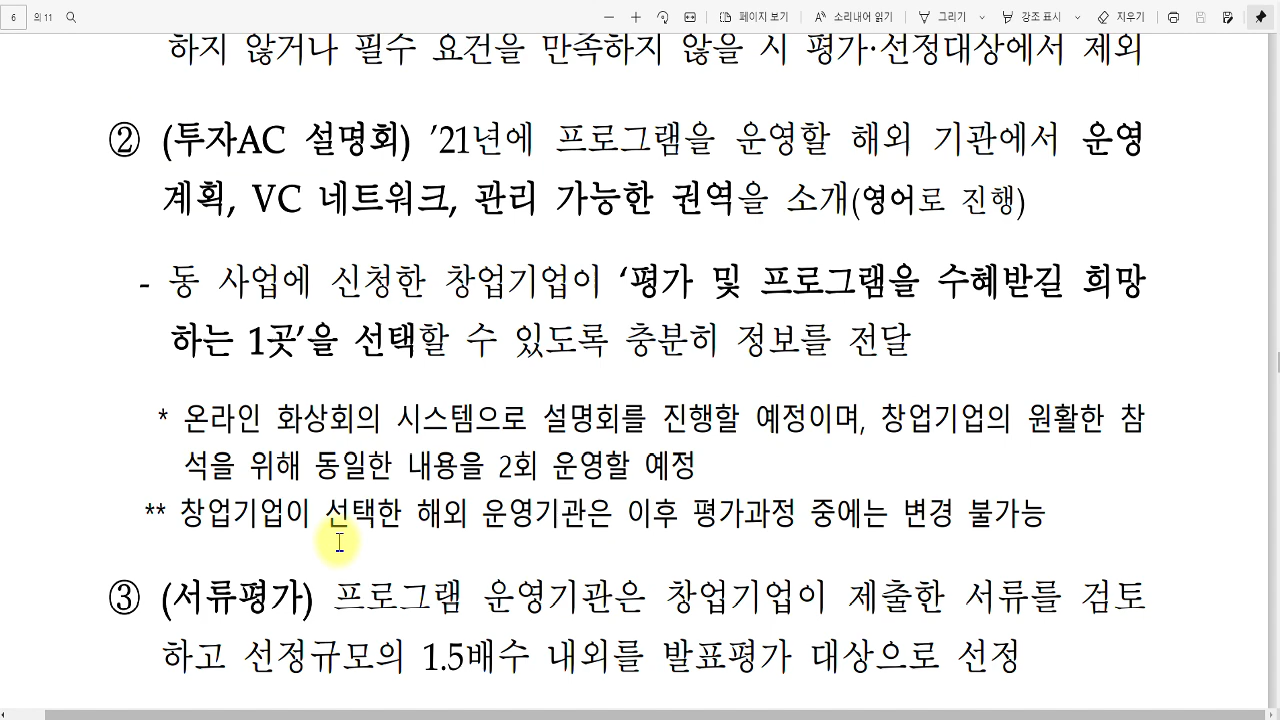 6 의 11 페이지 보기 소리내어 읽기 그리기 강조 표시 지우기
하지 않거나 필수 요건을 만족하지 않을 시 평가·선정대상에서 제외
② (투자AC 설명회) ’21년에 프로그램을 운영할 해외 기관에서 운영
계획, VC 네트워크, 관리 가능한 권역을 소개(영어로 진행)
- 동 사업에 신청한 창업기업이 ‘평가 및 프로그램을 수혜받길 희망
하는 1곳’을 선택할 수 있도록 충분히 정보를 전달
* 온라인 화상회의 시스템으로 설명회를 진행할 예정이며, 창업기업의 원활한 참
석을 위해 동일한 내용을 2회 운영할 예정
** 창업기업이 선택한 해외 운영기관은 이후 평가과정 중에는 변경 불가능
③ (서류평가) 프로그램 운영기관은 창업기업이 제출한 서류를 검토
하고 선정규모의 1.5배수 내외를 발표평가 대상으로 선정